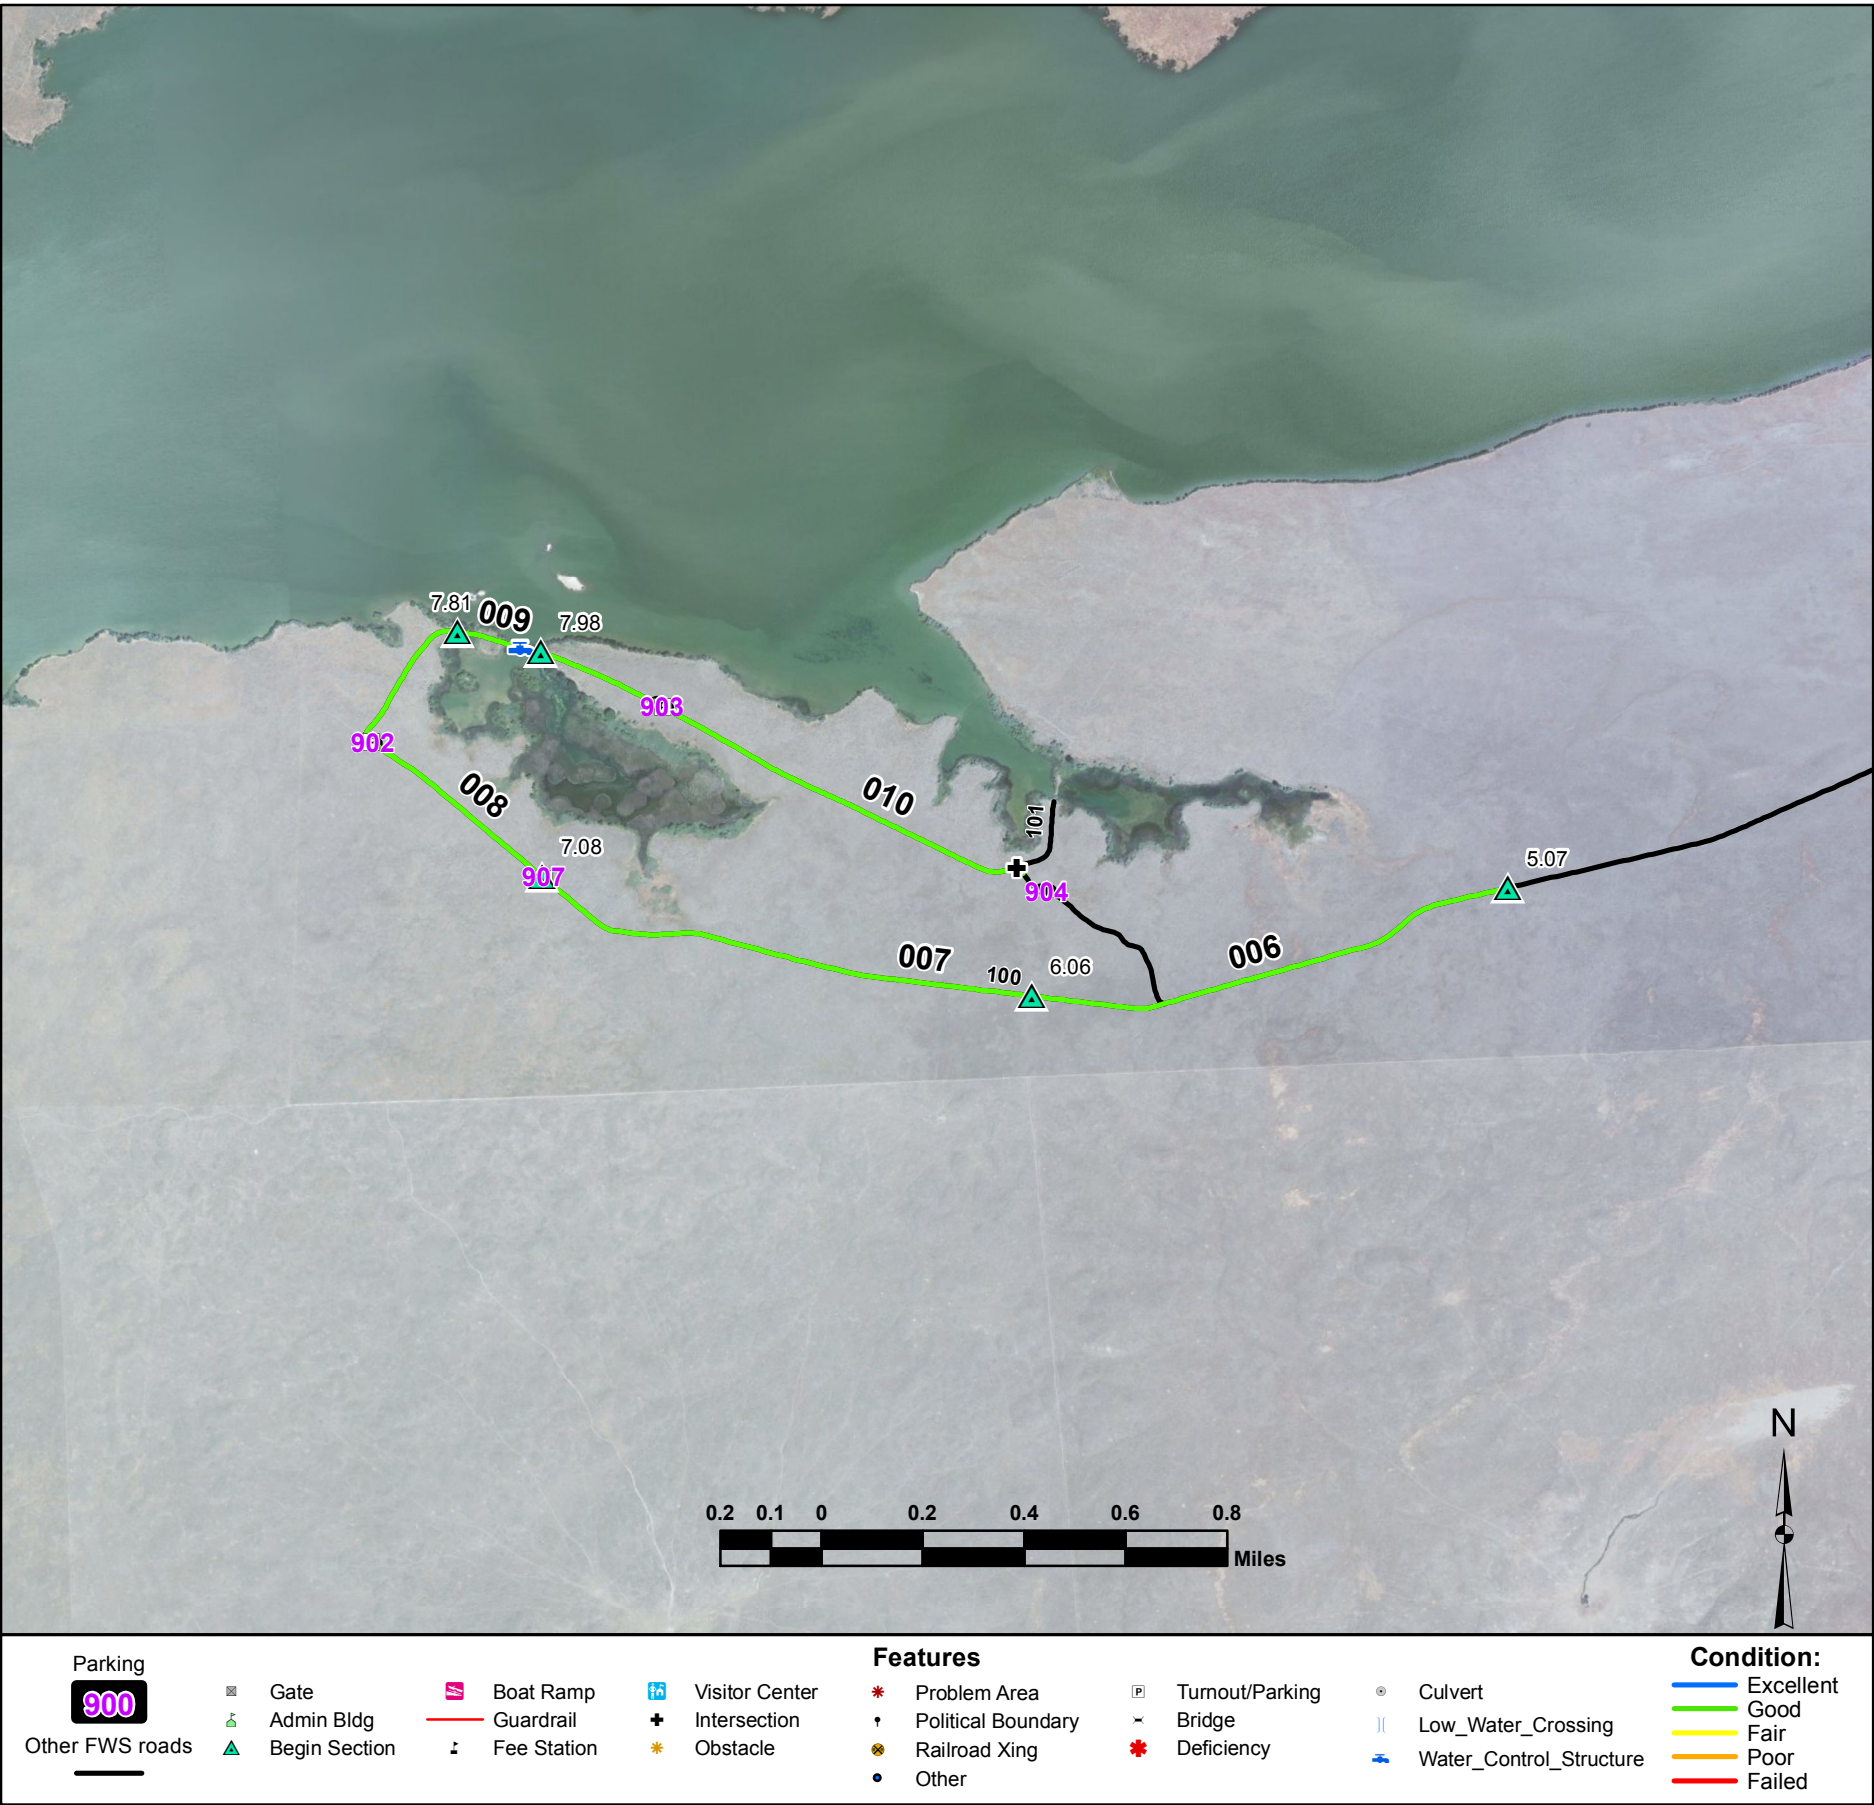 7.81
009
7.98
903
902
008
010
101
7.08
907
904
5.07
006
007
100
6.06
N
0.2 0.1 0 0.2 0.4 0.6 0.8
Miles
Features
Condition:
Parking
900
Other FWS roads
Gate
Admin Bldg
Begin Section
Boat Ramp
Guardrail
Fee Station
Visitor Center
Intersection
Obstacle
Problem Area
Political Boundary
Railroad Xing
Other
P
Turnout/Parking
Bridge
Deficiency
Culvert
Low_Water_Crossing
Water_Control_Structure
Excellent
Good
Fair
Poor
Failed